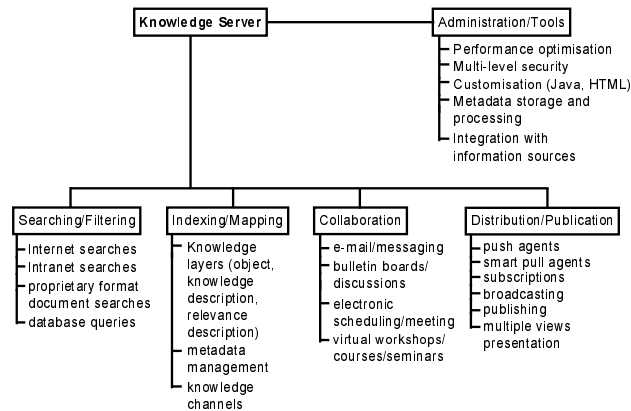 Knowledge Server
Administration/Tools
Performance optimisation
Multi-level security
Customisation (Java, HTML)
Metadata storage and
processing
Integration with
information sources
Searching/Filtering
Internet searches
Intranet searches
proprietary format
document searches
database queries
Indexing/Mapping
Knowledge
layers (object,
knowledge
description,
relevance
description)
metadata
management
knowledge
channels
Collaboration
e-mail/messaging
bulletin boards/
discussions
electronic
scheduling/meeting
virtual workshops/
courses/seminars
Distribution/Publication
push agents
smart pull agents
subscriptions
broadcasting
publishing
multiple views
presentation